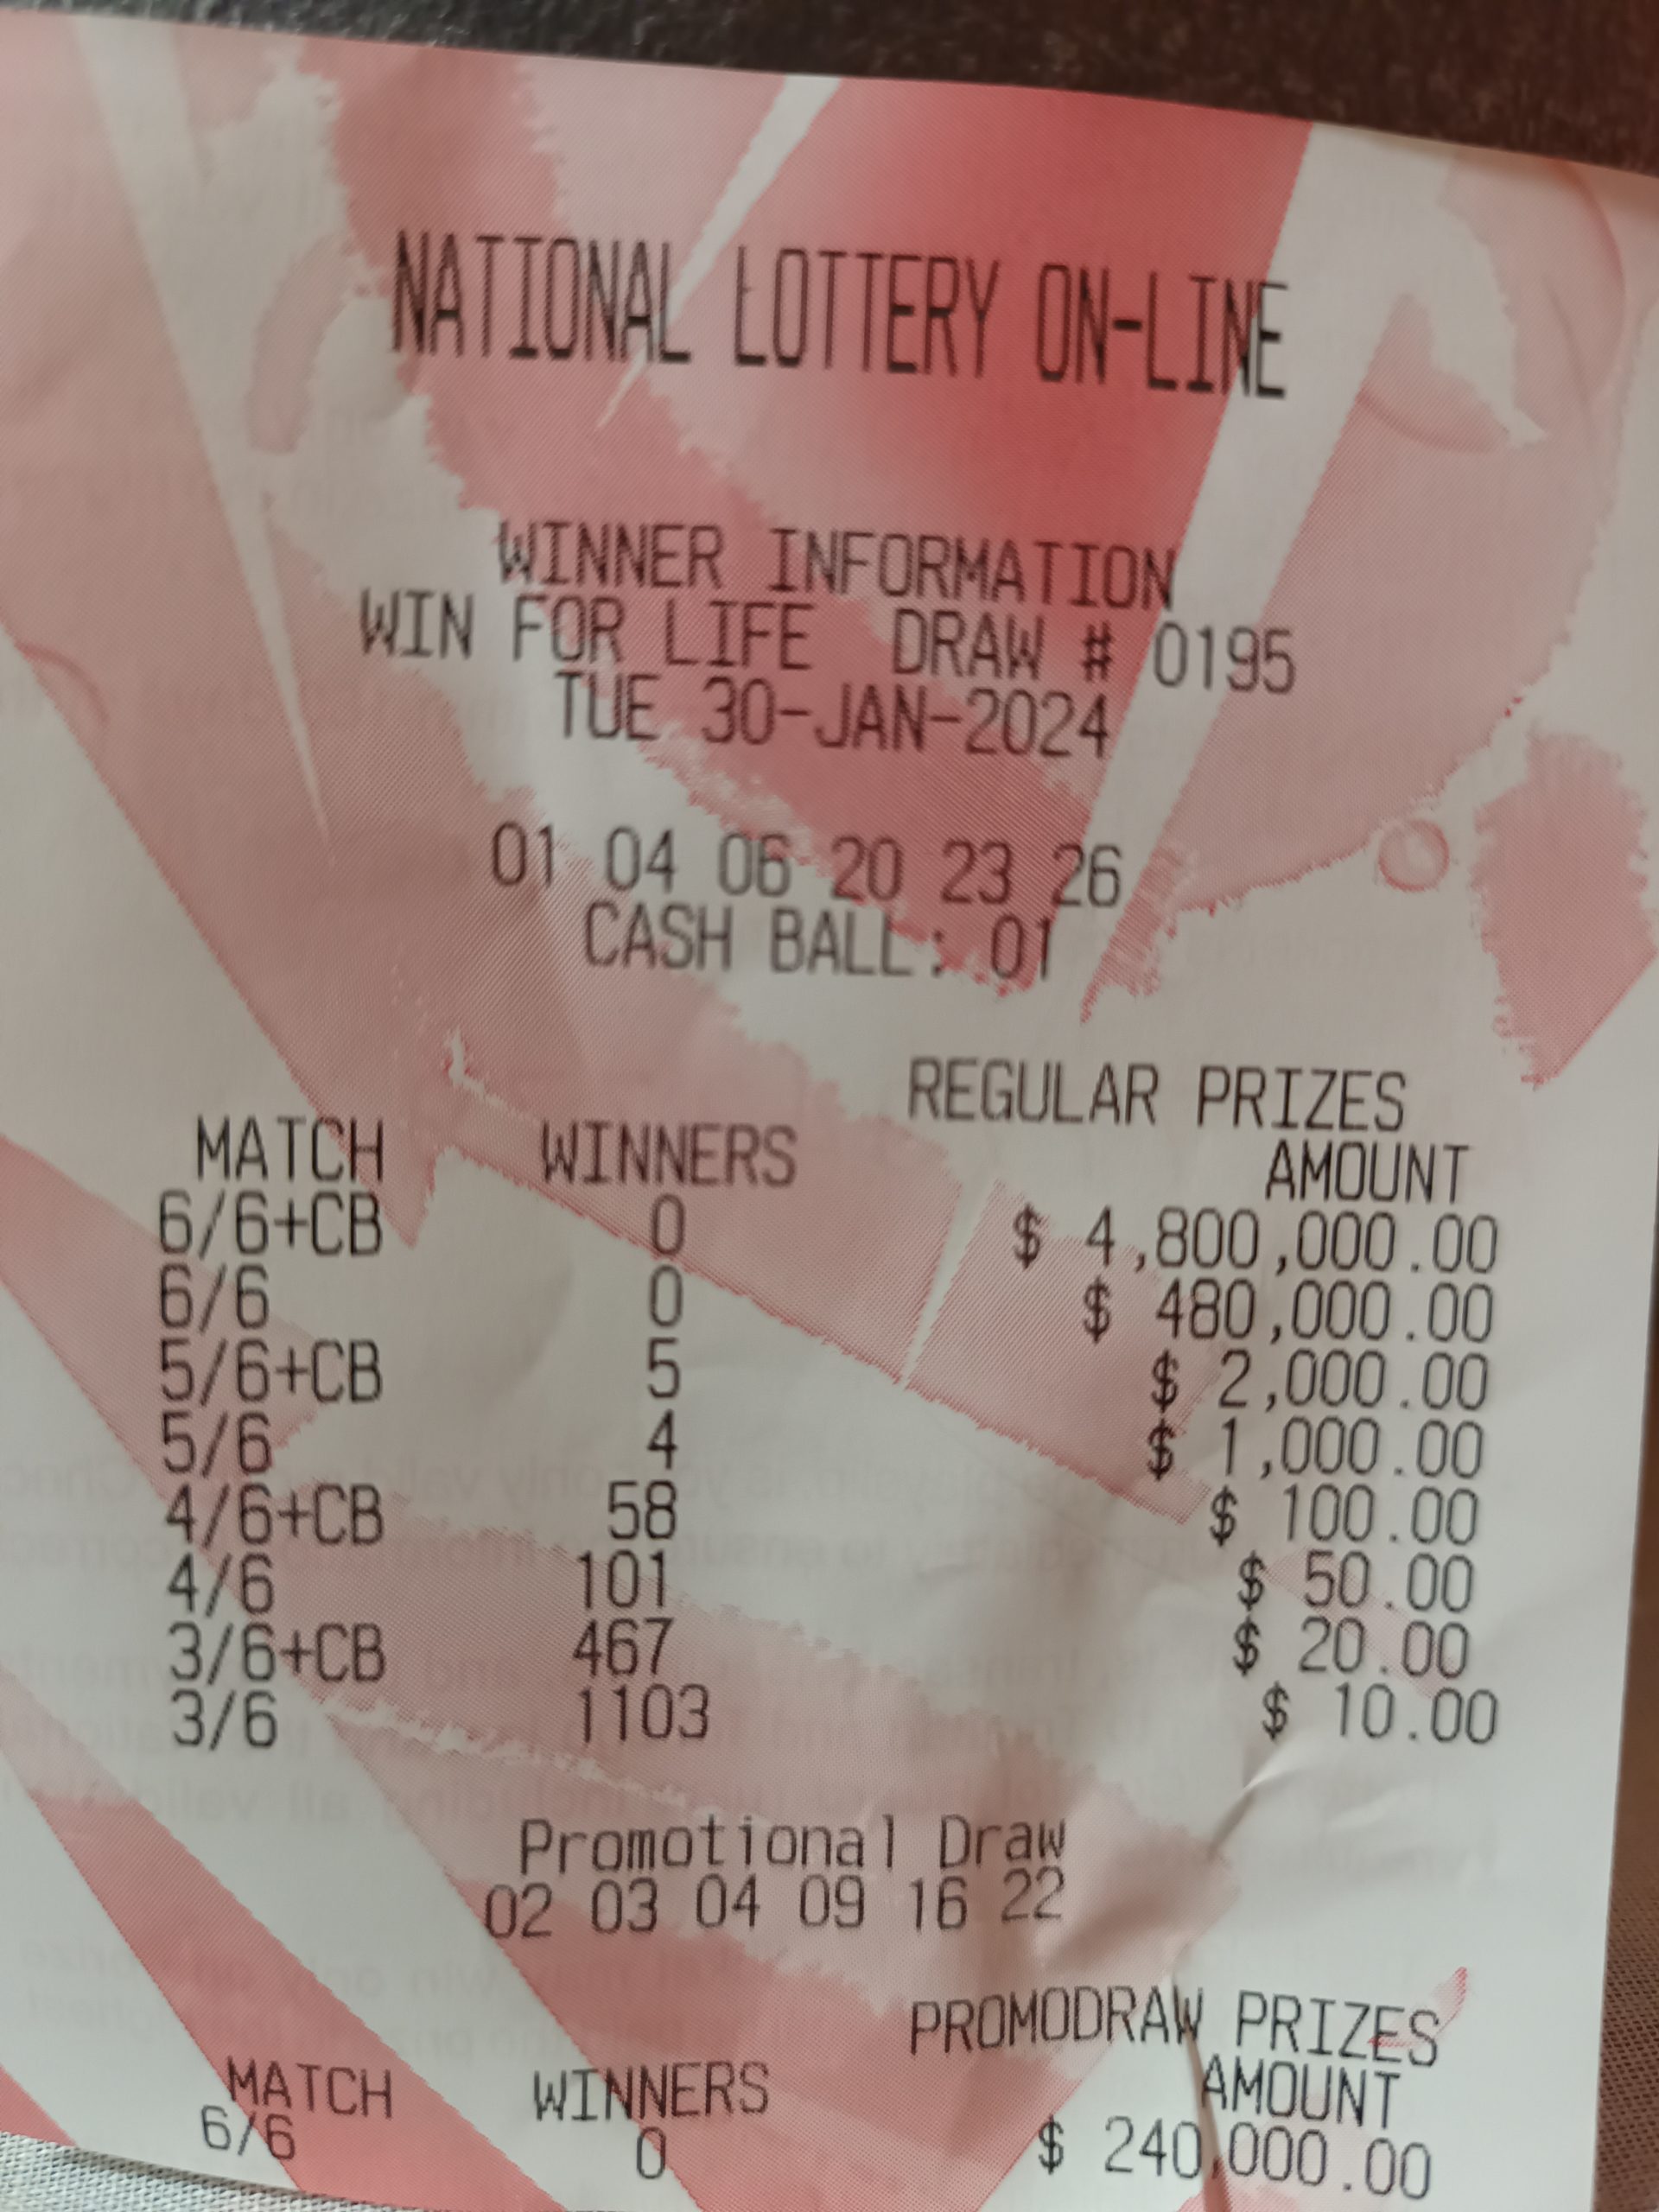 NATIONAL LOTTERY ON-LINE
WINNER INFORMATION
WIN FOR LIFE DRAW # 0195
TUE 30-JAN-2024
01 04 06 20 23 26
CASH BALL: 01
REGULAR PRIZES
MATCH WINNERS AMOUNT
6/6+CB 0 $ 4,800,000.00
6/6 0 $ 480,000.00
5/6+CB 5 $ 2,000.00
5/6 4 $ 1,000.00
4/6+CB 58 $ 100.00
4/6 101 $ 50.00
3/6+CB 467 $ 20.00
3/6 1103 $ 10.00
Promotional Draw
02 03 04 09 16 22
PROMODRAW PRIZES
MATCH WINNERS AMOUNT
6/6 0 $ 240,000.00